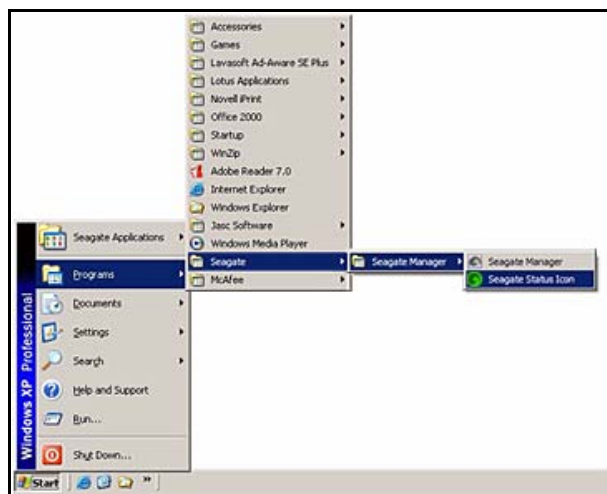 Accessories
Games
Lavasoft Ad-Aware SE Plus
Lotus Applications
Novell iPrint
Office 2000
Startup
WinZip
Adobe Reader 7.0
Internet Explorer
Windows Explorer
Jasc Software
Windows Media Player
Seagate
McAfee
Seagate Manager
Seagate Manager
Seagate Status Icon
Seagate Applications
Programs
Documents
Settings
Search
Help and Support
Run...
Shut Down...
Windows XP Professional
Start